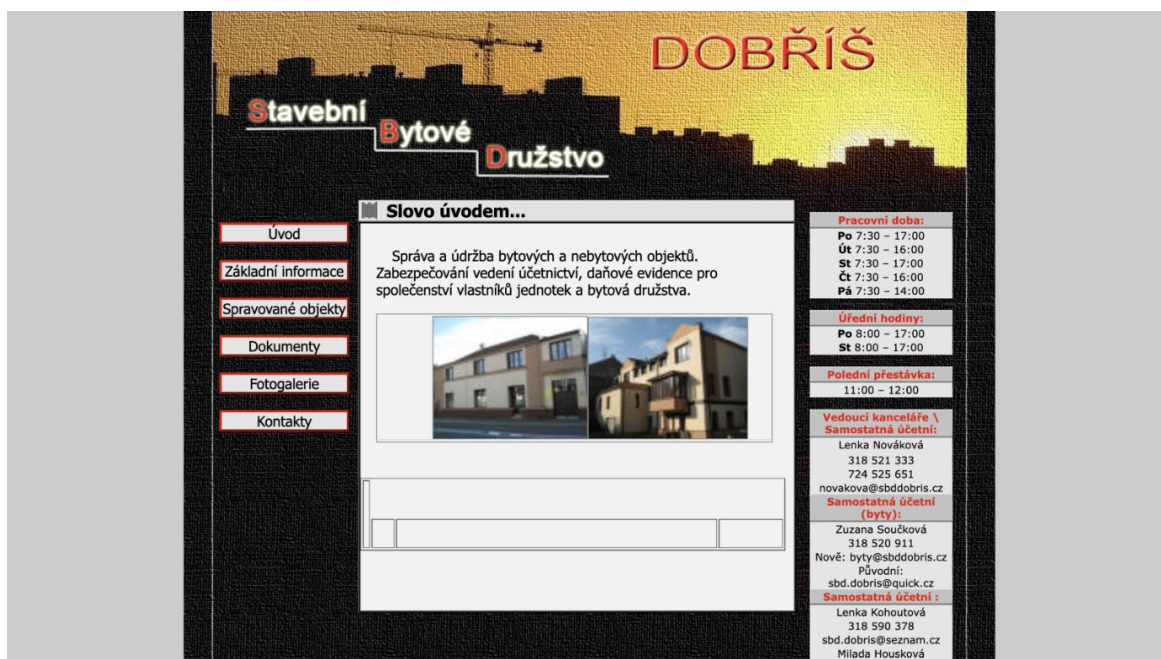 DOBŘÍŠ
Stavební
Bytové
Družstvo
Úvod
Základní informace
Spravované objekty
Dokumenty
Fotogalerie
Kontakty
Slovo úvodem...
Správa a údržba bytových a nebytových objektů.
Zabezpečování vedení účetnictví, daňové evidence pro
společenství vlastníků jednotek a bytová družstva.
Pracovní doba:
Po 7:30 – 17:00
Út 7:30 – 16:00
St 7:30 – 17:00
Čt 7:30 – 16:00
Pá 7:30 – 14:00
Úřední hodiny:
Po 8:00 – 17:00
St 8:00 – 17:00
Polední přestávka:
11:00 – 12:00
Vedoucí kanceláře \
Samostatná účetní:
Lenka Nováková
318 521 333
724 525 651
novakova@sbddobris.cz
Samostatná účetní
(byty):
Zuzana Součková
318 520 911
Nově: byty@sbddobris.cz
Původní:
sbd.dobris@quick.cz
Samostatná účetní :
Lenka Kohoutová
318 590 378
sbd.dobris@seznam.cz
Milada Housková